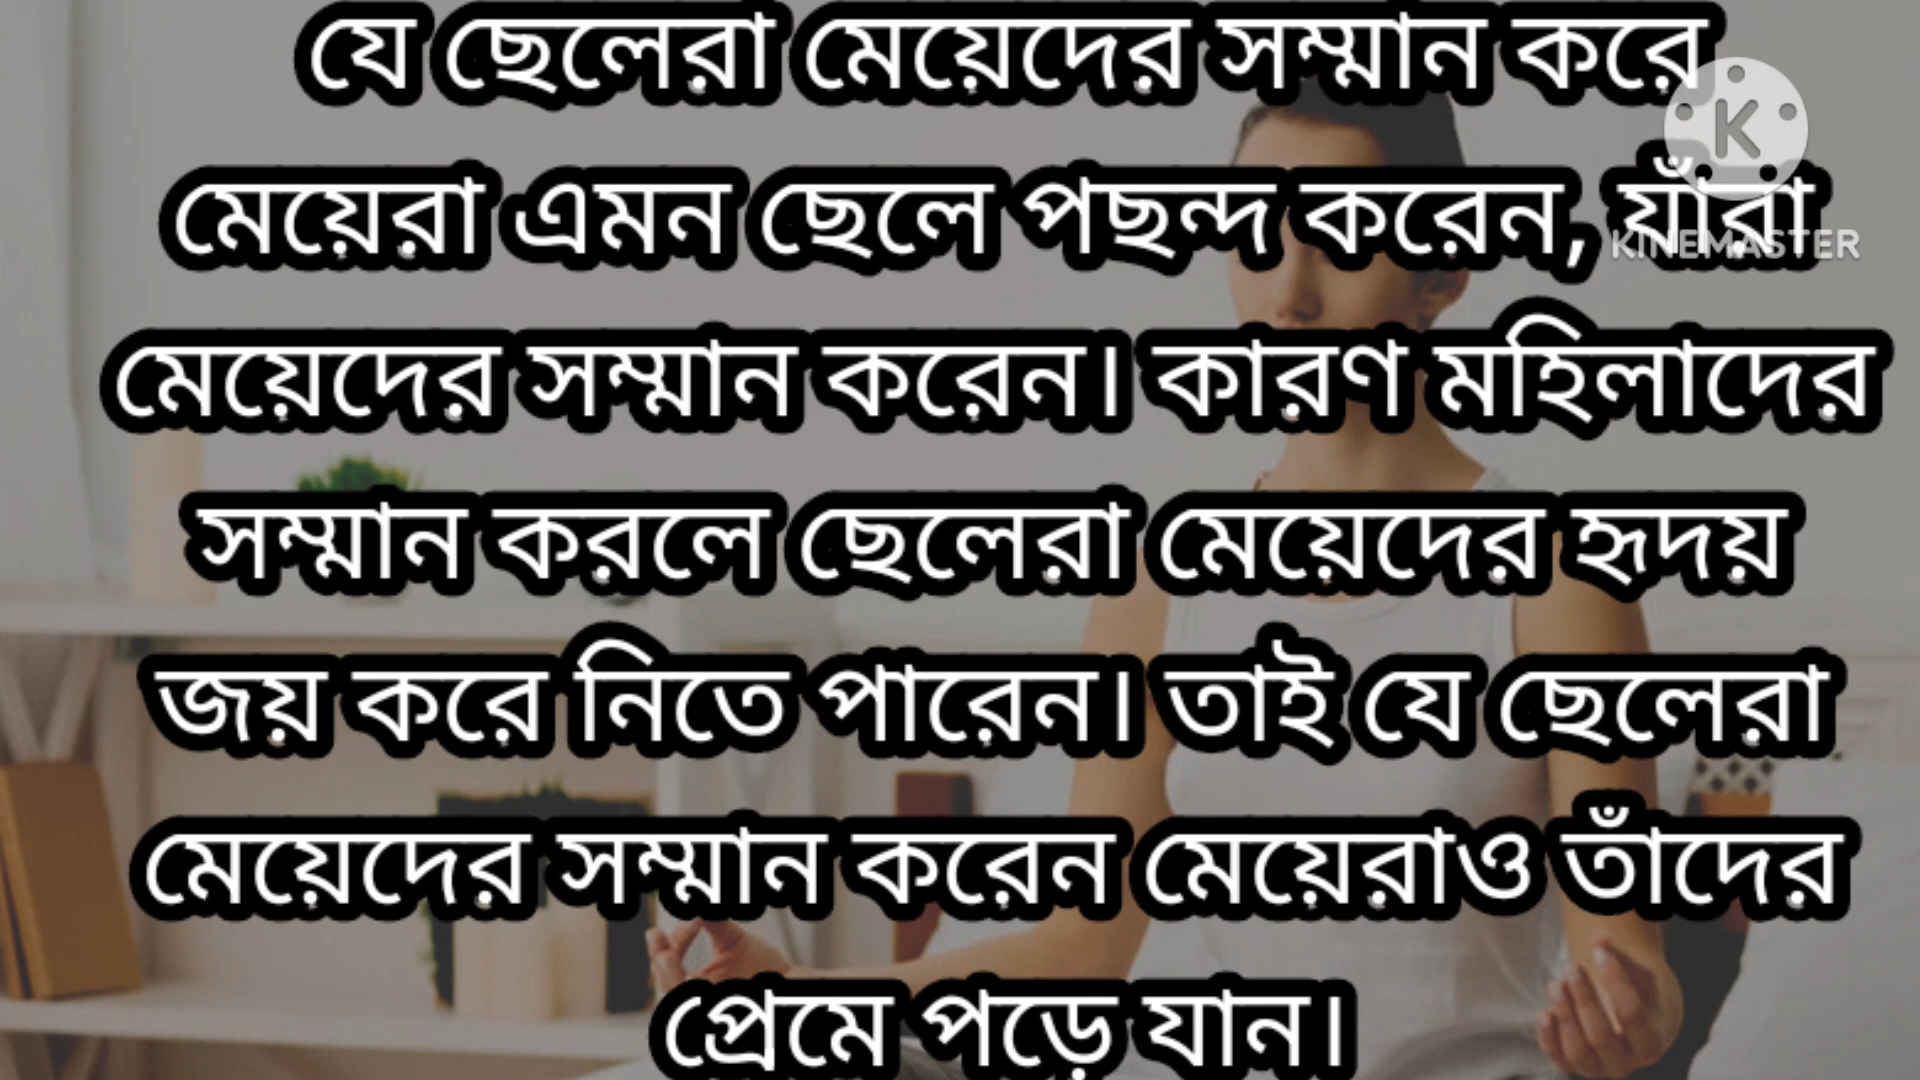 যে ছেলেরা মেয়েদের সম্মান করে
মেয়েরা এমন ছেলে পছন্দ করেন, যাঁরা
মেয়েদের সম্মান করেন। কারণ মহিলাদের
সম্মান করলে ছেলেরা মেয়েদের হৃদয়
জয় করে নিতে পারেন। তাই যে ছেলেরা
মেয়েদের সম্মান করেন মেয়েরাও তাঁদের
প্রেমে পড়ে যান।
K
KINEMASTER